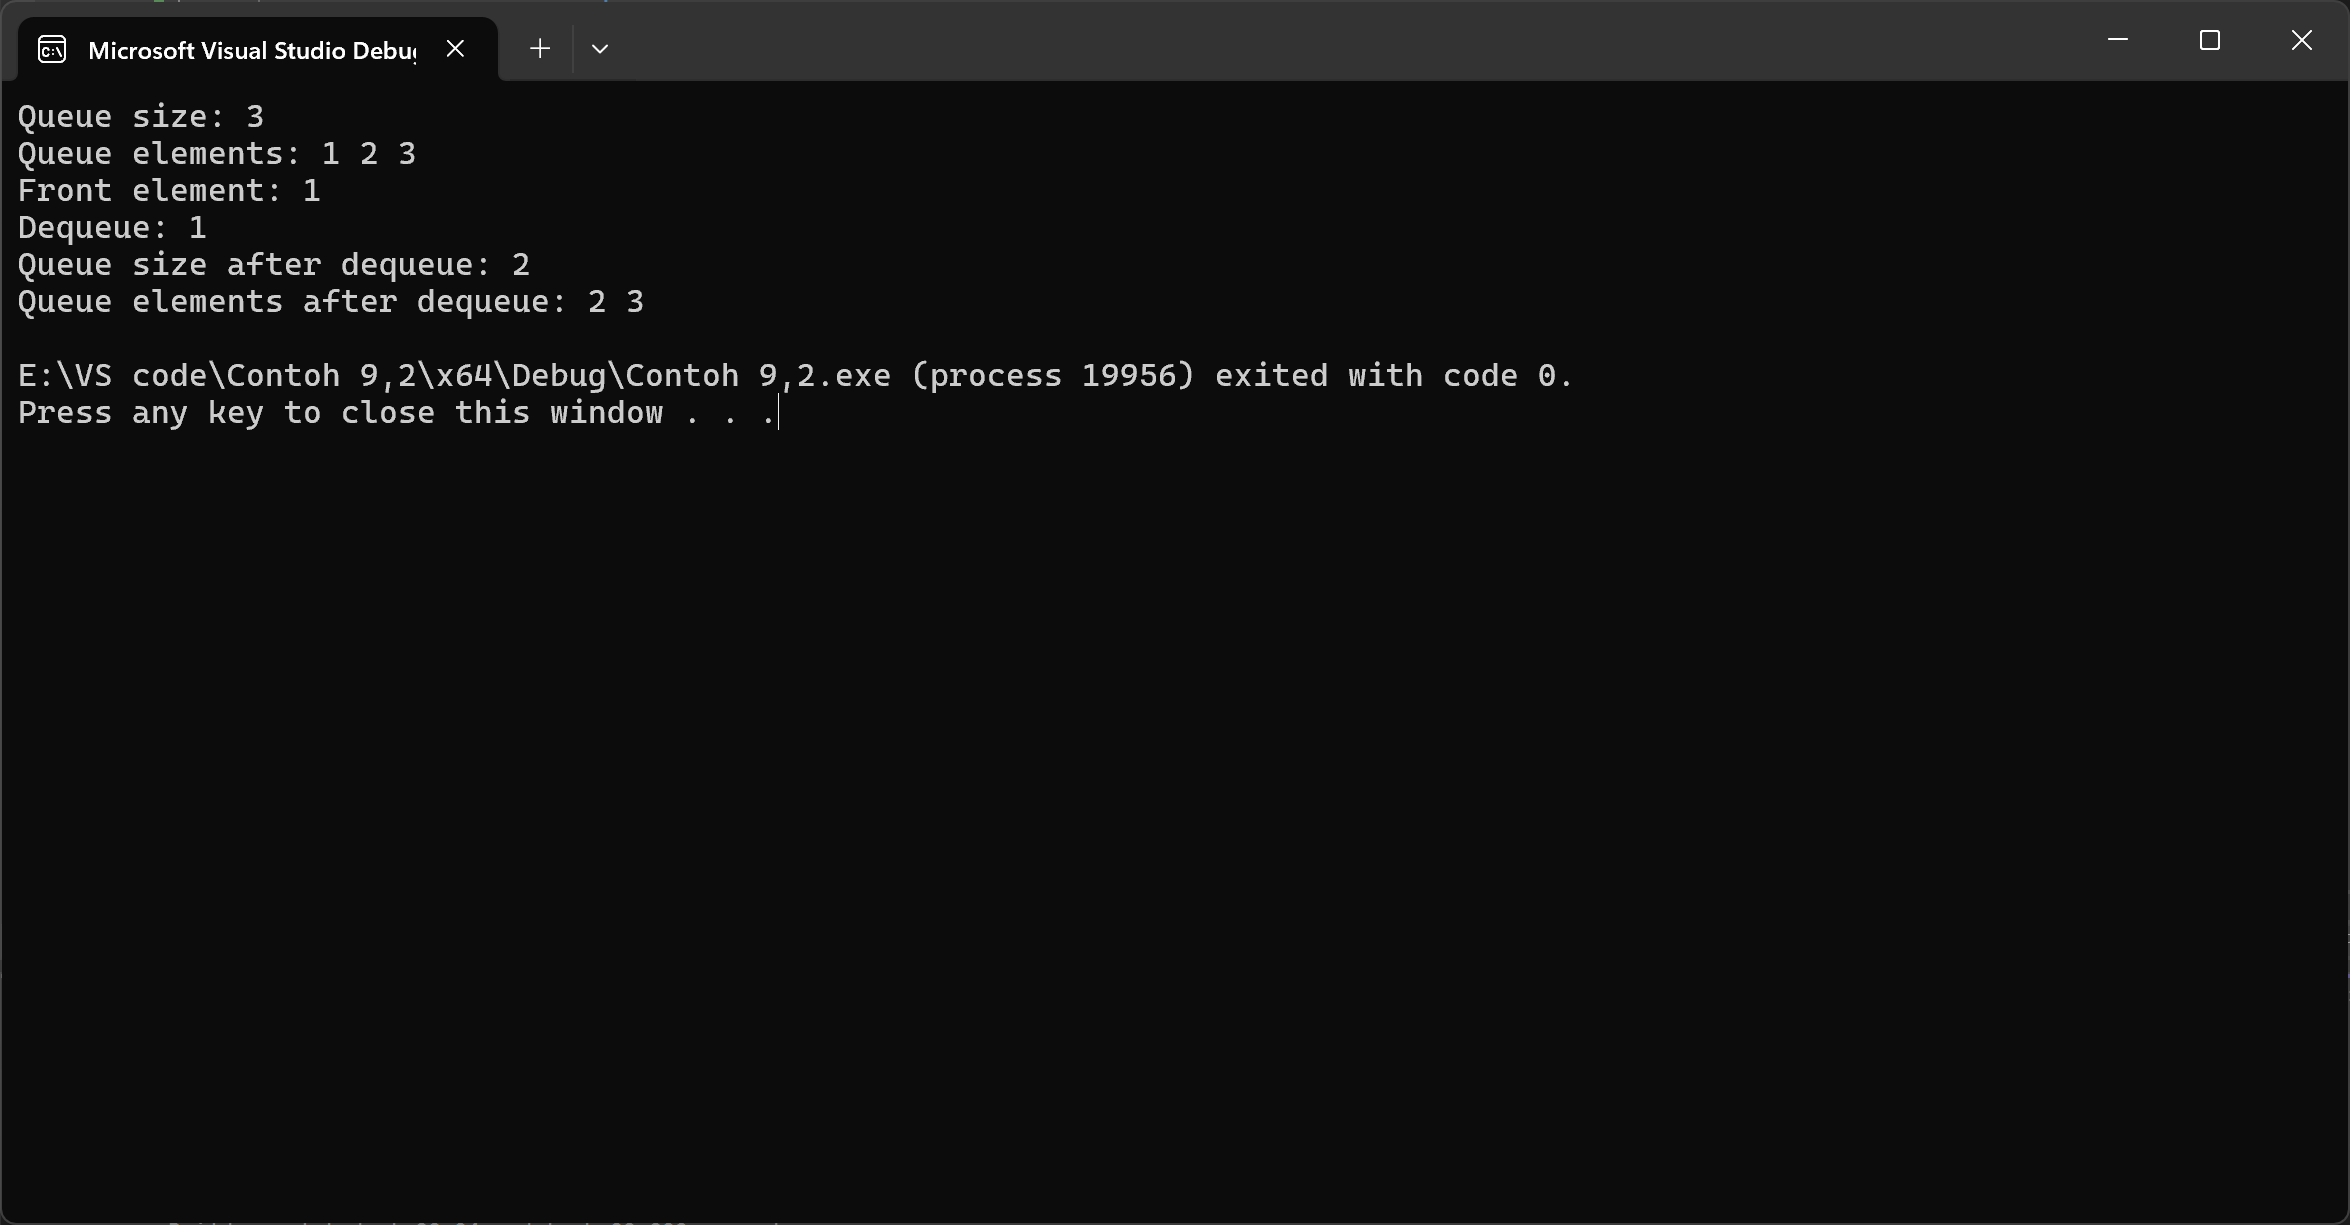 Microsoft Visual Studio Debug
Queue size: 3
Queue elements: 1 2 3
Front element: 1
Dequeue: 1
Queue size after dequeue: 2
Queue elements after dequeue: 2 3
E:\VS code\Contoh 9,2\x64\Debug\Contoh 9,2.exe (process 19956) exited with code 0.
Press any key to close this window . . .